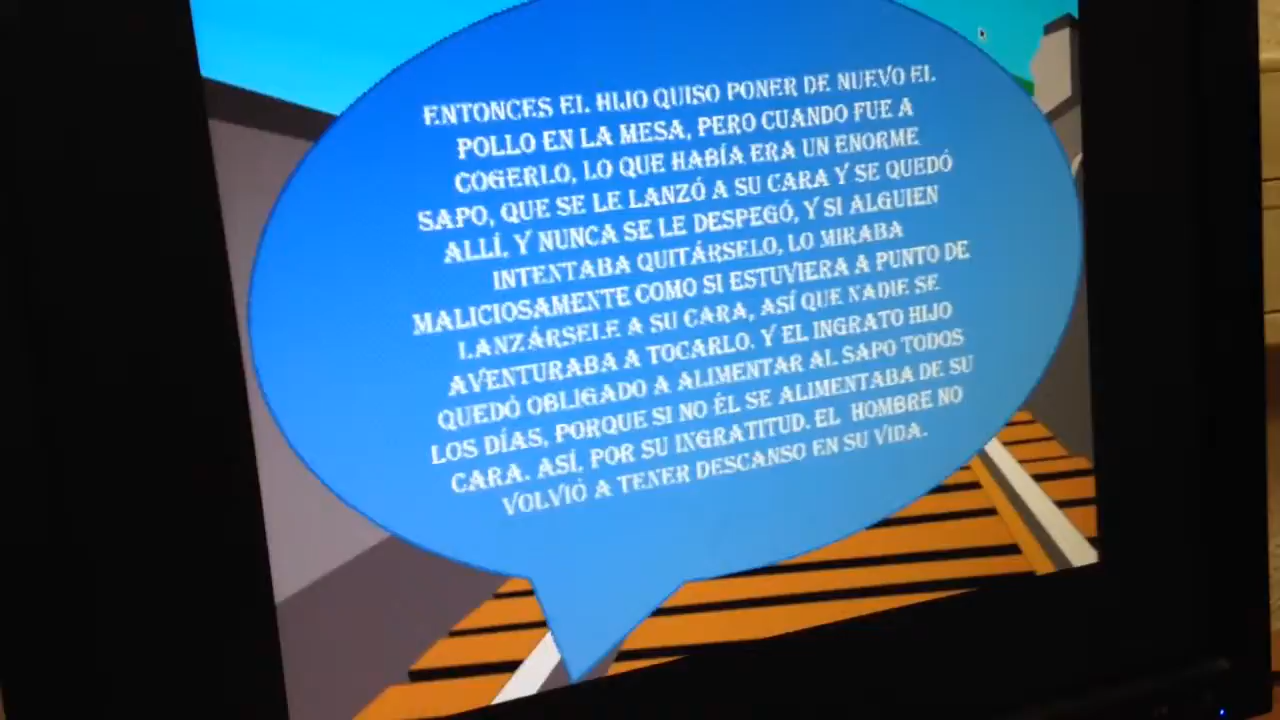 ENTONCES EL HIJO QUISO PONER DE NUEVO EL
POLLO EN LA MESA, PERO CUANDO FUE A
COGERLO, LO QUE HABÍA ERA UN ENORME
SAPO, QUE SE LE LANZÓ A SU CARA Y SE QUEDÓ
ALLÍ. Y NUNCA SE LE DESPEGÓ, Y SI ALGUIEN
INTENTABA QUITÁRSELO, LO MIRABA
MALICIOSAMENTE COMO SI ESTUVIERA A PUNTO DE
LANZÁRSELE A SU CARA, ASÍ QUE NADIE SE
AVENTURABA A TOCARLO. Y EL INGRATO HIJO
QUEDÓ OBLIGADO A ALIMENTAR AL SAPO TODOS
LOS DÍAS, PORQUE SI NO ÉL SE ALIMENTABA DE SU
CARA. ASÍ, POR SU INGRATITUD. EL HOMBRE NO
VOLVIÓ A TENER DESCANSO EN SU VIDA.